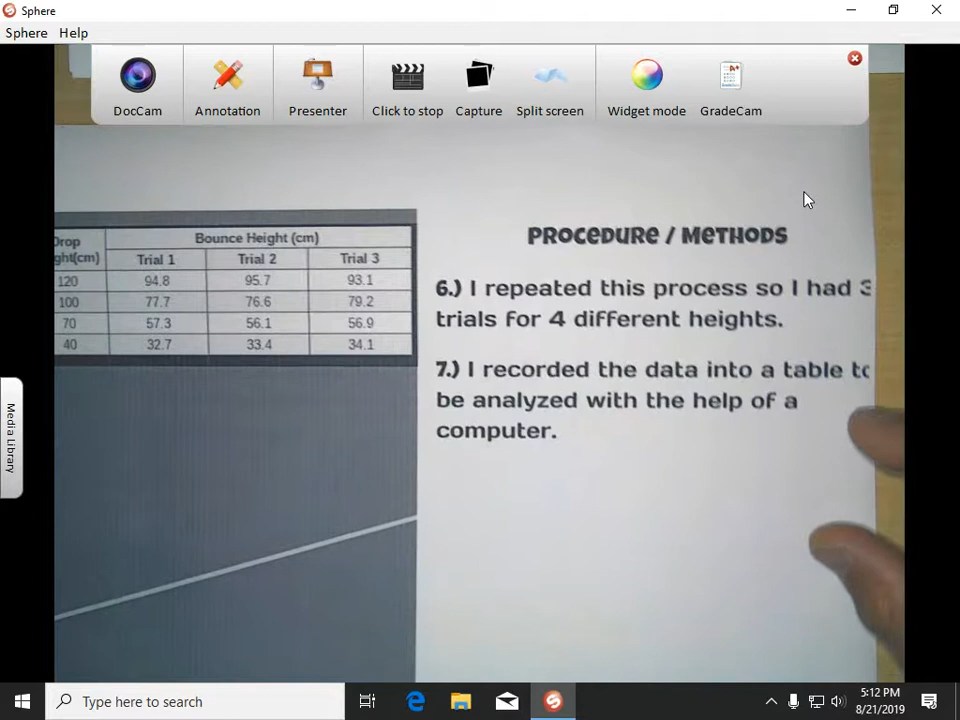 Sphere
Sphere Help
DocCam Annotation Presenter Click to stop Capture Split screen Widget mode GradeCam
Media Library
Bounce Height (cm)
Trial 1 Trial 2 Trial 3
120 94.8 95.7 93.1
100 77.7 76.6 79.2
70 57.3 56.1 56.9
40 32.7 33.4 34.1
Procedure / Methods
6.) I repeated this process so I had 3
trials for 4 different heights.
7.) I recorded the data into a table to
be analyzed with the help of a
computer.
Type here to search
5:12 PM
8/21/2019